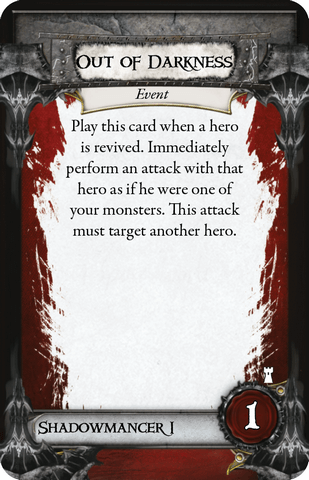 Out of Darkness
Event
Play this card when a hero
is revived. Immediately
perform an attack with that
hero as if he were one of
your monsters. This attack
must target another hero.
Shadowmancer I
1